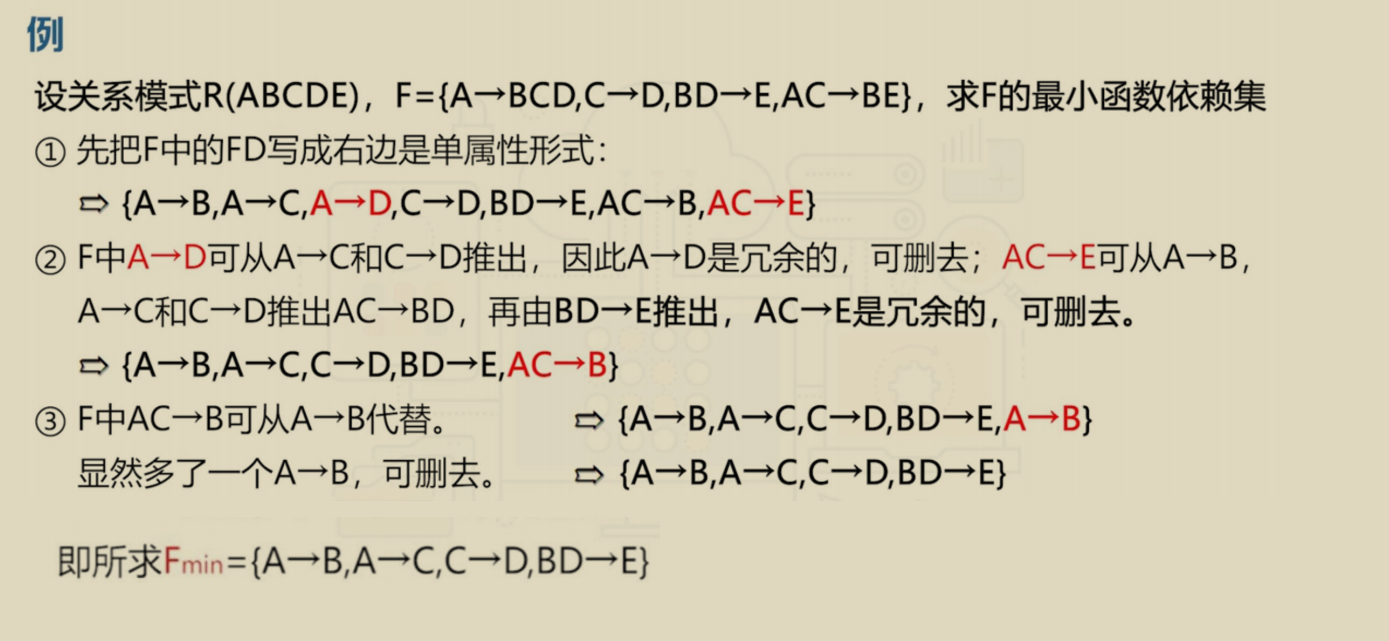 例
设关系模式R(ABCDE)，F={A→BCD,C→D,BD→E,AC→BE}，求F的最小函数依赖集
① 先把F中的FD写成右边是单属性形式：
⇨ {A→B,A→C,A→D,C→D,BD→E,AC→B,AC→E}
② F中A→D可从A→C和C→D推出，因此A→D是冗余的，可删去；AC→E可从A→B，
A→C和C→D推出AC→BD，再由BD→E推出，AC→E是冗余的，可删去。
⇨ {A→B,A→C,C→D,BD→E,AC→B}
③ F中AC→B可从A→B代替。 ⇨ {A→B,A→C,C→D,BD→E,A→B}
显然多了一个A→B，可删去。 ⇨ {A→B,A→C,C→D,BD→E}
即所求Fmin={A→B,A→C,C→D,BD→E}